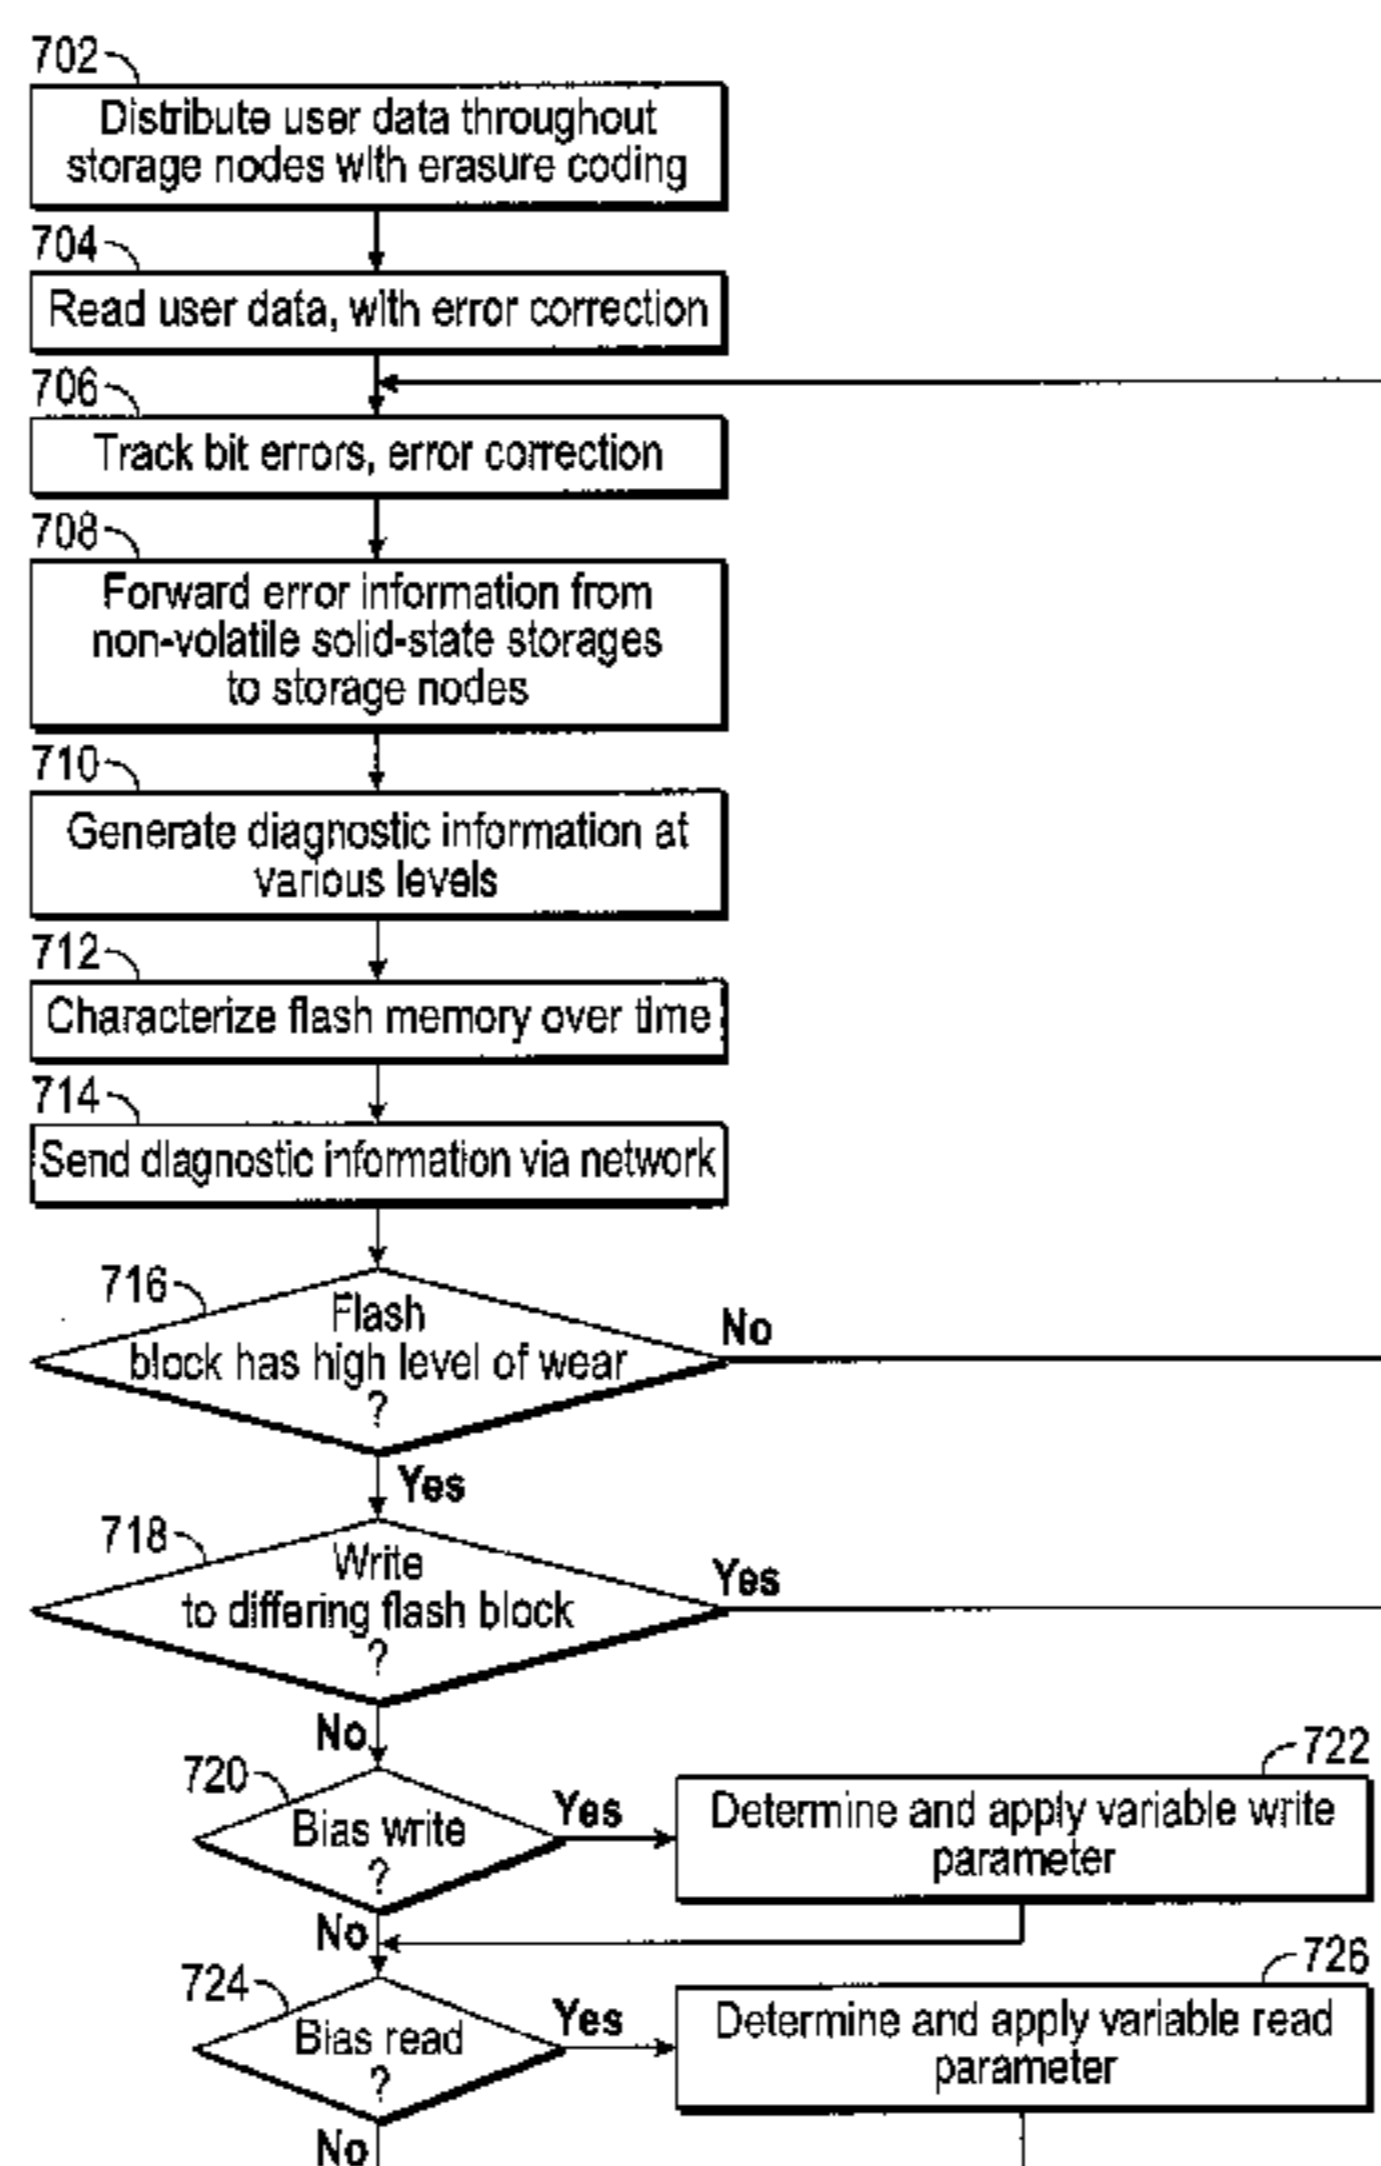 702
Distribute user data throughout
storage nodes with erasure coding
704
Read user data, with error correction
706
Track bit errors, error correction
708
Forward error information from
non-volatile solid-state storages
to storage nodes
710
Generate diagnostic information at
various levels
712
Characterize flash memory over time
714
Send diagnostic information via network
716
Flash
block has high level of wear
?
No
Yes
718
Write
to differing flash block
?
Yes
No
720
Bias write
?
Yes
722
Determine and apply variable write
parameter
No
724
Bias read
?
Yes
726
Determine and apply variable read
parameter
No